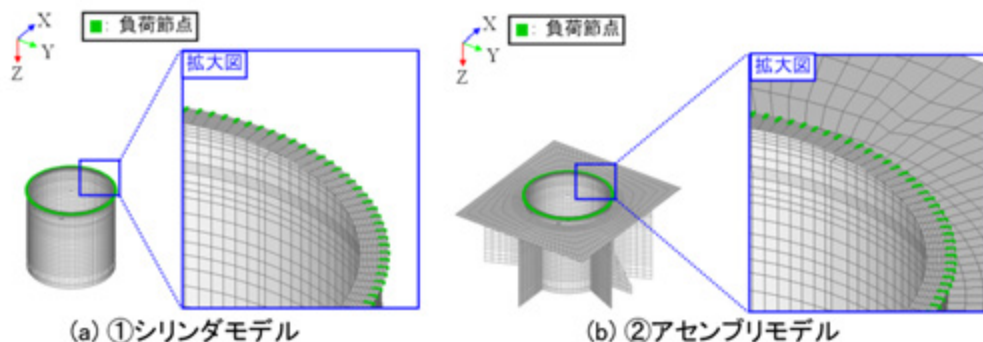 X
Y
Z
■: 負荷節点
拡大図
(a) ①シリンダモデル
X
Y
Z
■: 負荷節点
拡大図
(b) ②アセンブリモデル